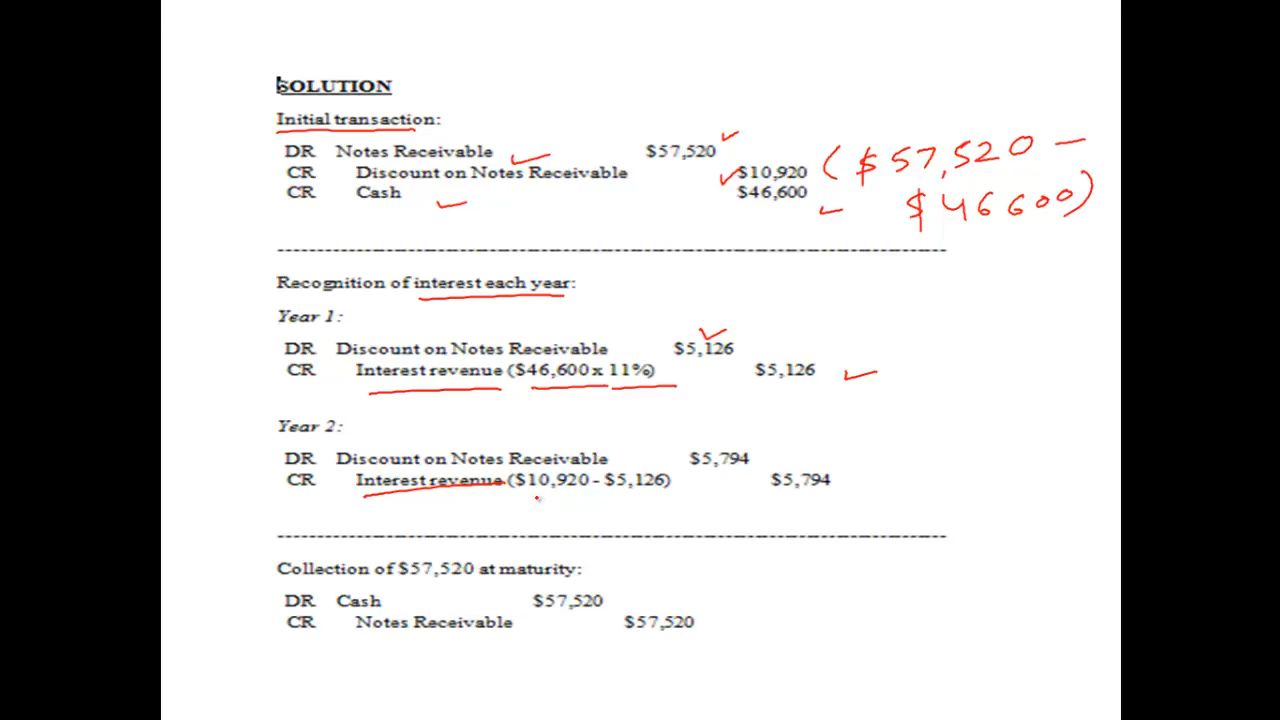 SOLUTION
Initial transaction:
DR Notes Receivable $57,520
CR Discount on Notes Receivable $10,920 ($57,520 -
CR Cash $46,600 $46600)
Recognition of interest each year:
Year 1:
DR Discount on Notes Receivable $5,126
CR Interest revenue ($46,600 x 11%) $5,126
Year 2:
DR Discount on Notes Receivable $5,794
CR Interest revenue ($10,920 - $5,126) $5,794
Collection of $57,520 at maturity:
DR Cash $57,520
CR Notes Receivable $57,520